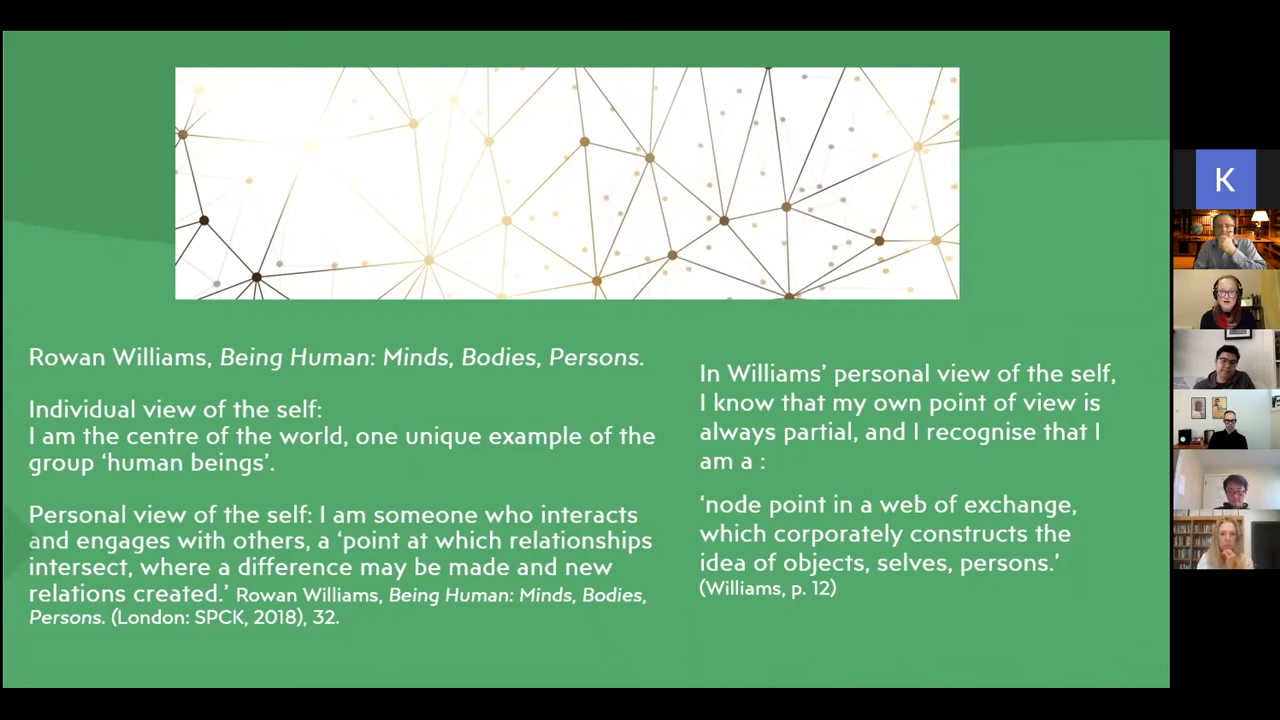 Rowan Williams, Being Human: Minds, Bodies, Persons.
Individual view of the self:
I am the centre of the world, one unique example of the
group ‘human beings’.
Personal view of the self: I am someone who interacts
and engages with others, a ‘point at which relationships
intersect, where a difference may be made and new
relations created.’ Rowan Williams, Being Human: Minds, Bodies,
Persons. (London: SPCK, 2018), 32.
In Williams’ personal view of the self,
I know that my own point of view is
always partial, and I recognise that I
am a :
‘node point in a web of exchange,
which corporately constructs the
idea of objects, selves, persons.’
(Williams, p. 12)
K